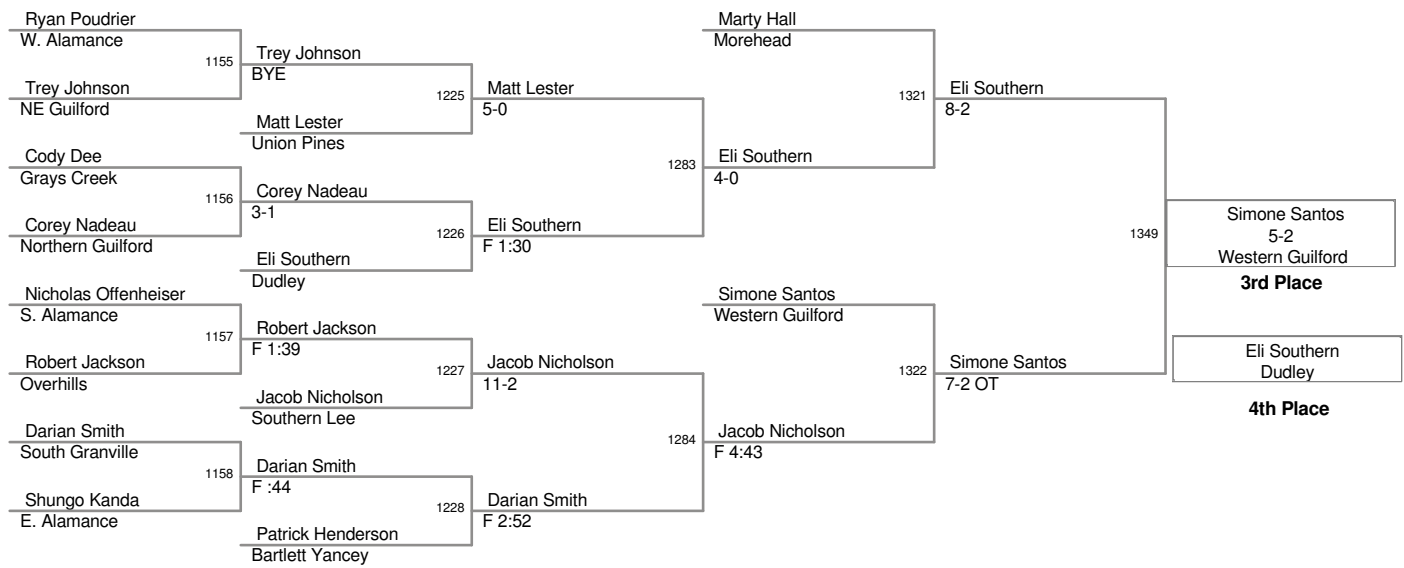 Ryan Poudrier
W. Alamance
1155
Trey Johnson
NE Guilford
Cody Dee
Grays Creek
1156
Corey Nadeau
Northern Guilford
Nicholas Offenheiser
S. Alamance
1157
Robert Jackson
Overhills
Darian Smith
South Granville
1158
Shungo Kanda
E. Alamance
Trey Johnson
BYE
1225
Matt Lester
Union Pines
Corey Nadeau
3-1
1226
Eli Southern
Dudley
Robert Jackson
F 1:39
1227
Jacob Nicholson
Southern Lee
Darian Smith
F :44
1228
Patrick Henderson
Bartlett Yancey
Matt Lester
5-0
1283
Eli Southern
F 1:30
Jacob Nicholson
11-2
1284
Darian Smith
F 2:52
Marty Hall
Morehead
1321
Eli Southern
4-0
Simone Santos
Western Guilford
1322
Jacob Nicholson
F 4:43
Eli Southern
8-2
1349
Simone Santos
7-2 OT
Simone Santos
5-2
Western Guilford
3rd Place
Eli Southern
Dudley
4th Place